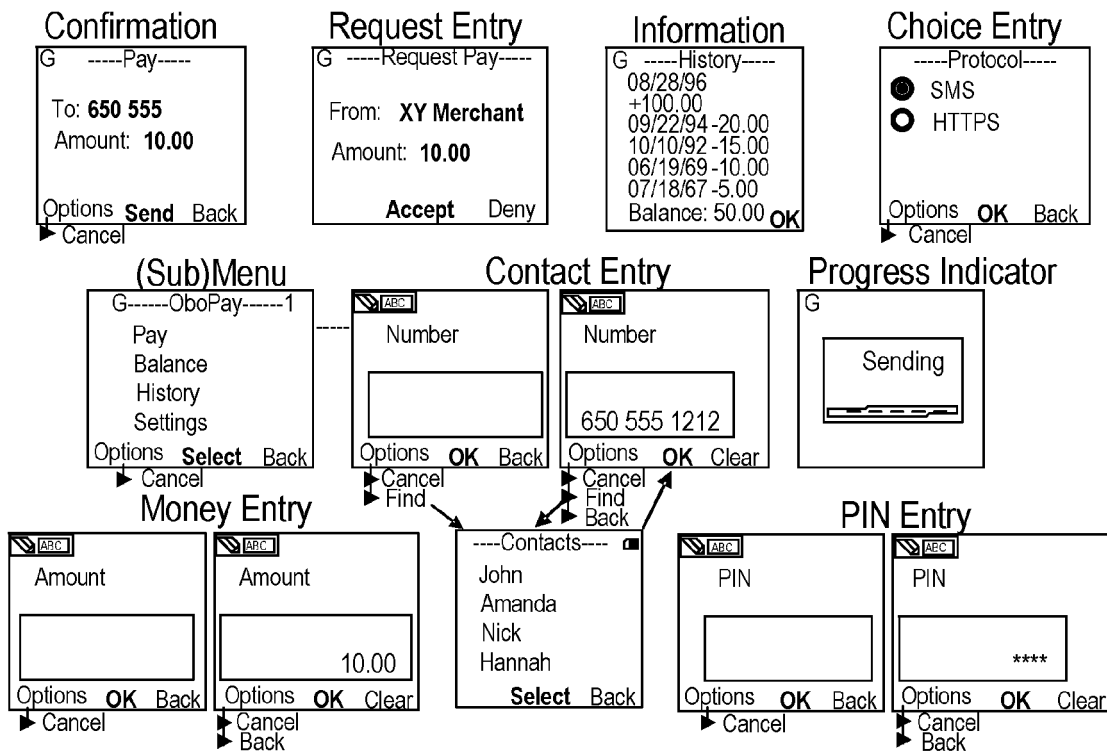 Confirmation
G -----Pay-----
To: 650 555
Amount: 10.00
Options Send Back
Cancel
Request Entry
G -----Request Pay-----
From: XY Merchant
Amount: 10.00
Accept Deny
Information
G -----History-----
08/28/96
+100.00
09/22/94 -20.00
10/10/92 -15.00
06/19/69 -10.00
07/18/67 -5.00
Balance: 50.00 OK
Choice Entry
-----Protocol-----
SMS
HTTPS
Options OK Back
Cancel
(Sub)Menu
G------OboPay------1
Pay
Balance
History
Settings
Options Select Back
Cancel
Contact Entry
ABC
Number
Options OK Back
Cancel
Find
ABC
Number
650 555 1212
Options OK Clear
Cancel
Find
Back
----Contacts----
John
Amanda
Nick
Hannah
Select Back
Progress Indicator
G
Sending
Money Entry
ABC
Amount
Options OK Back
Cancel
ABC
Amount
10.00
Options OK Clear
Cancel
Back
PIN Entry
ABC
PIN
Options OK Back
Cancel
ABC
PIN
****
Options OK Clear
Cancel
Back